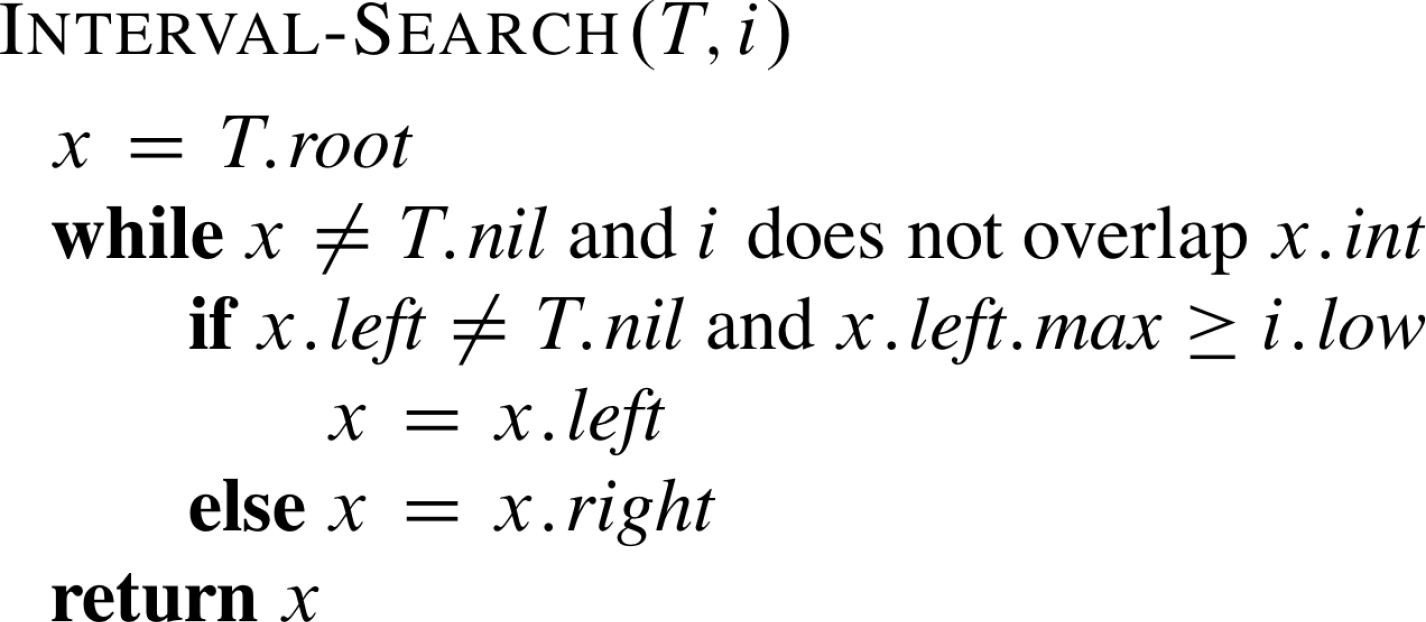 INTERVAL-SEARCH(T, i)
x = T.root
while x ≠ T.nil and i does not overlap x.int
if x.left ≠ T.nil and x.left.max ≥ i.low
x = x.left
else x = x.right
return x